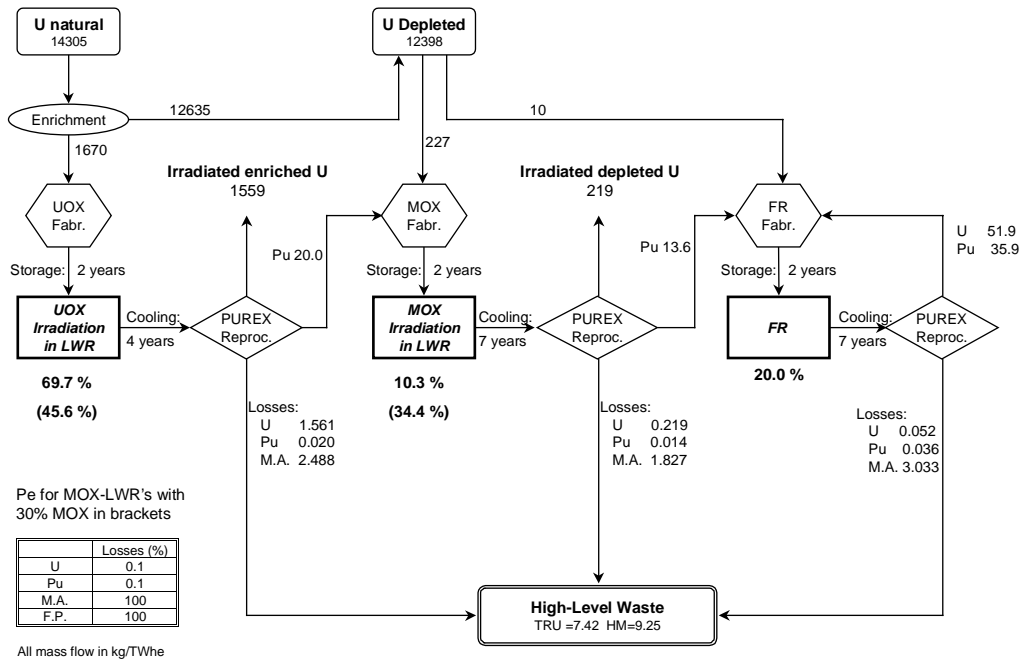 U natural
14305
U Depleted
12398
Enrichment
12635
10
1670
227
Irradiated enriched U
1559
Irradiated depleted U
219
UOX
Fabr.
MOX
Fabr.
FR
Fabr.
Pu 20.0
Pu 13.6
U 51.9
Pu 35.9
Storage: 2 years
Storage: 2 years
Storage: 2 years
UOX
Irradiation
in LWR
Cooling:
4 years
PUREX
Reproc.
MOX
Irradiation
in LWR
Cooling:
7 years
PUREX
Reproc.
FR
Cooling:
7 years
PUREX
Reproc.
69.7 %
(45.6 %)
10.3 %
(34.4 %)
20.0 %
Losses:
U 1.561
Pu 0.020
M.A. 2.488
Losses:
U 0.219
Pu 0.014
M.A. 1.827
Losses:
U 0.052
Pu 0.036
M.A. 3.033
Pe for MOX-LWR's with
30% MOX in brackets
Losses (%)
U 0.1
Pu 0.1
M.A. 100
F.P. 100
High-Level Waste
TRU =7.42 HM=9.25
All mass flow in kg/TWhe